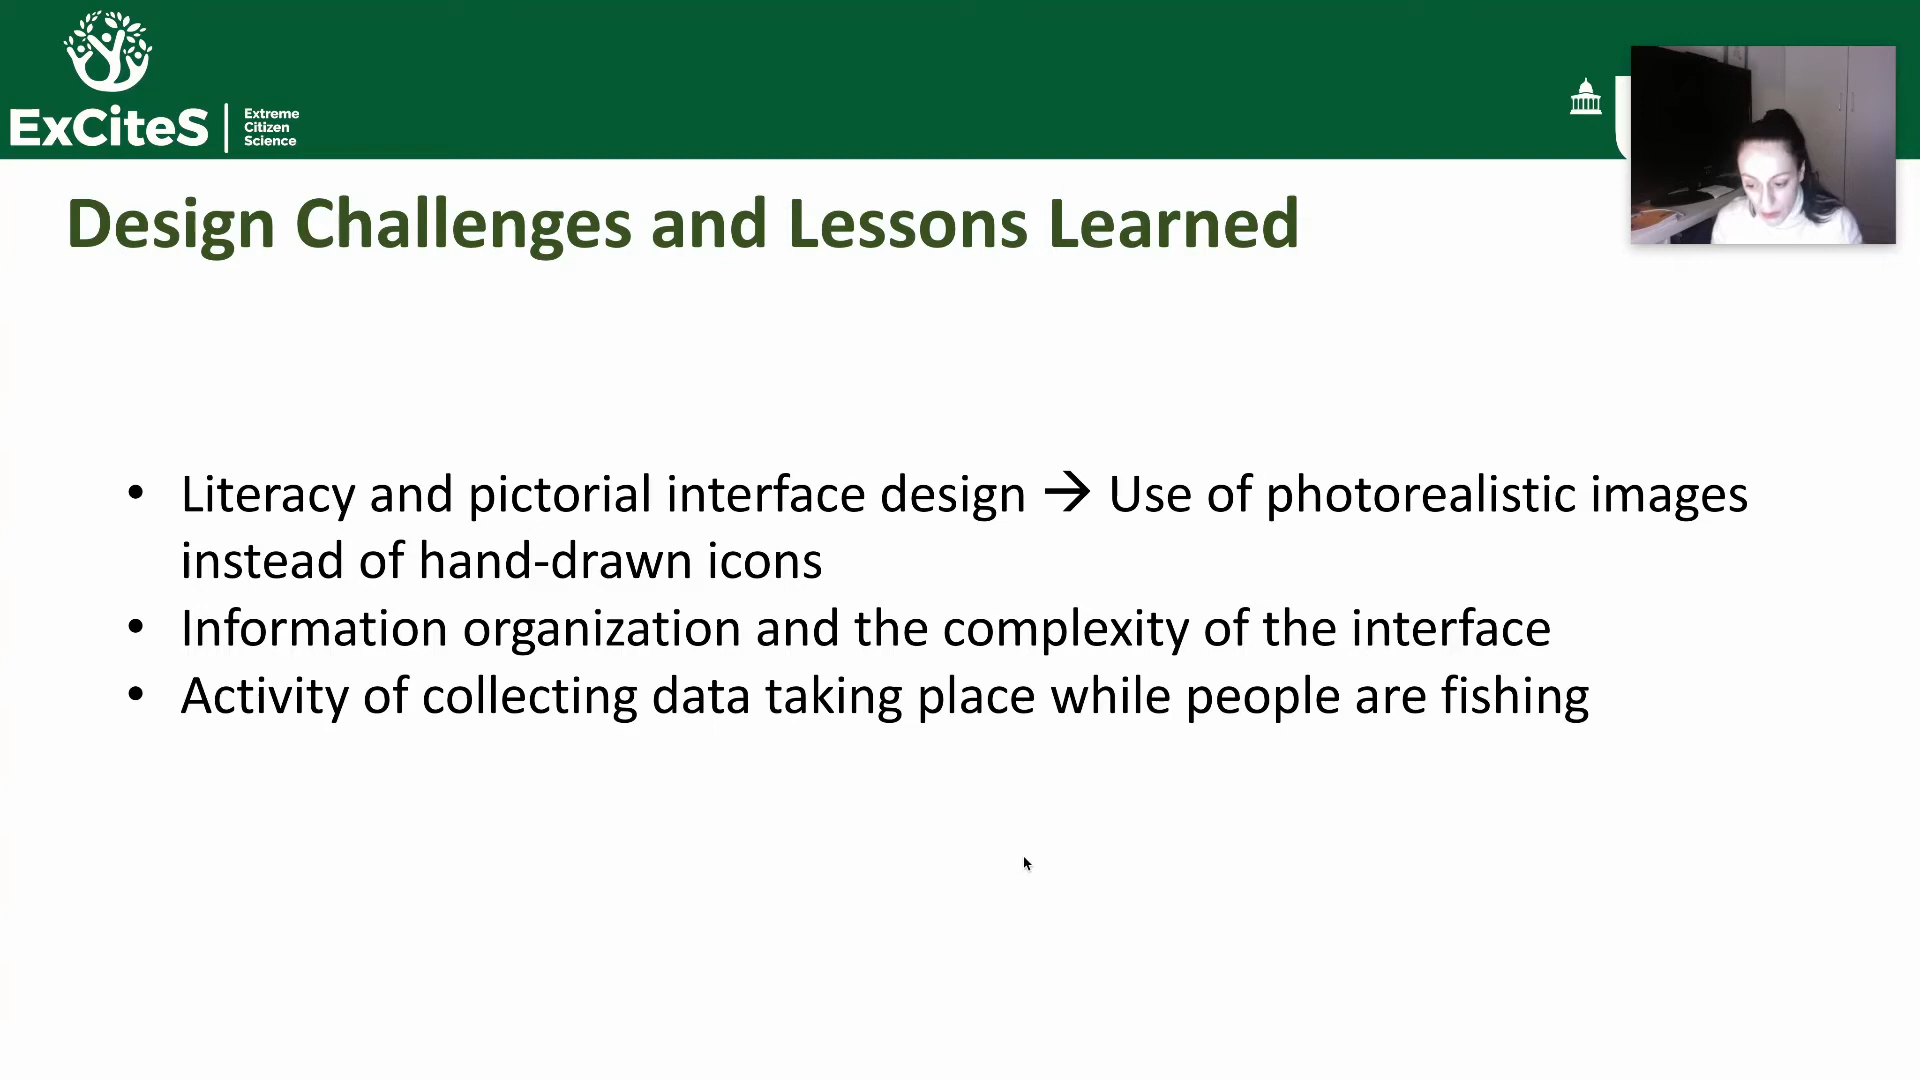 ExCiteS
Extreme
Citizen
Science
Design Challenges and Lessons Learned
• Literacy and pictorial interface design → Use of photorealistic images
instead of hand-drawn icons
• Information organization and the complexity of the interface
• Activity of collecting data taking place while people are fishing